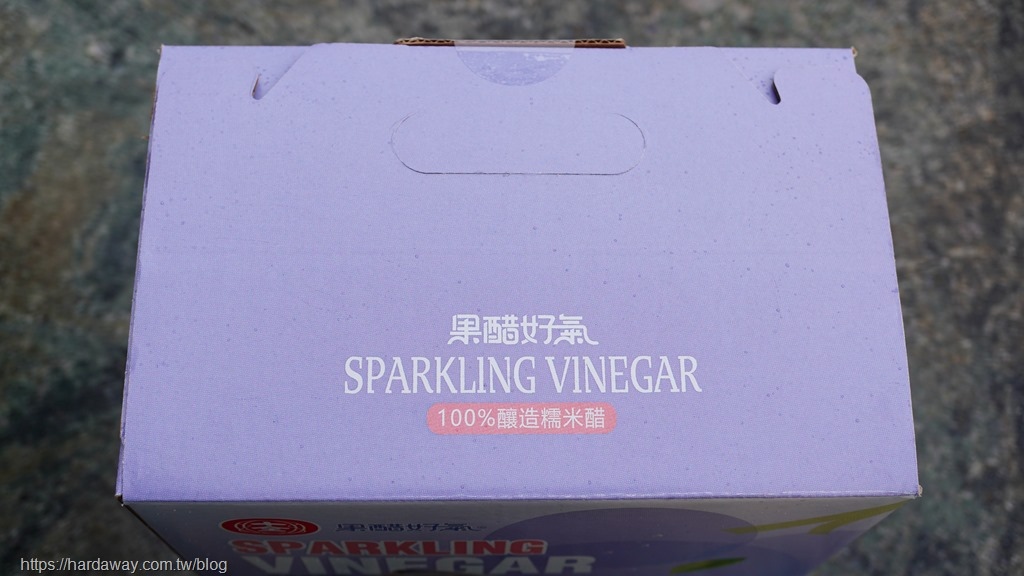 果醋好氣
SPARKLING VINEGAR
100%釀造糯米醋
果醋好氣
SPARKLING
VINEGAR
https://hardaway.com.tw/blog